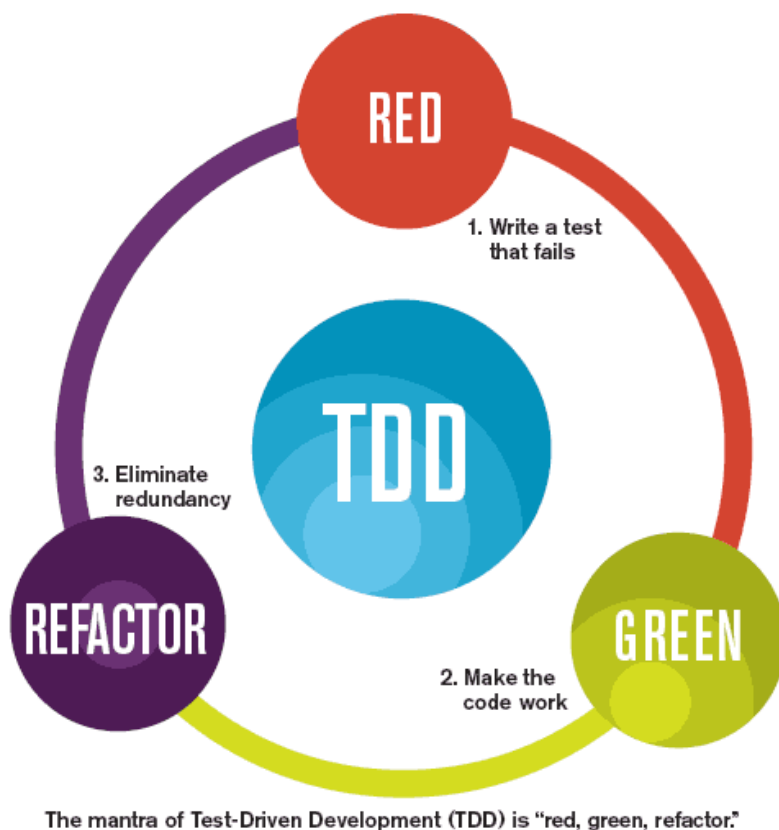 RED
1. Write a test
that fails
TDD
3. Eliminate
redundancy
REFACTOR
GREEN
2. Make the
code work
The mantra of Test-Driven Development (TDD) is “red, green, refactor.”